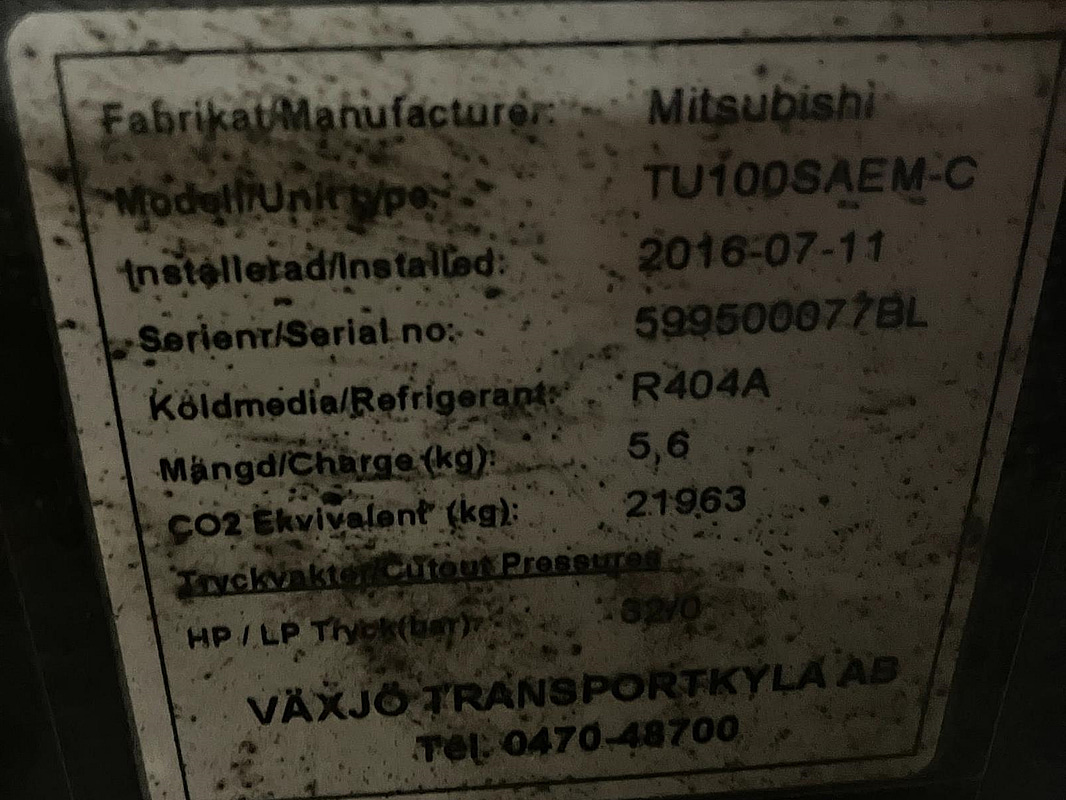 Fabrikat/Manufacturer: Mitsubishi
Modell/Unit type: TU100SAEM-C
Installerad/Installed: 2016-07-11
Serienr/Serial no: 599500077BL
Köldmedia/Refrigerant: R404A
Mängd/Charge (kg): 5,6
CO2 Ekvivalent (kg): 21963
Tryckvakter/Cutout Pressures
HP / LP Tryck(bar): 32/0
VÄXJÖ TRANSPORTKYLA AB
Tel. 0470-48700